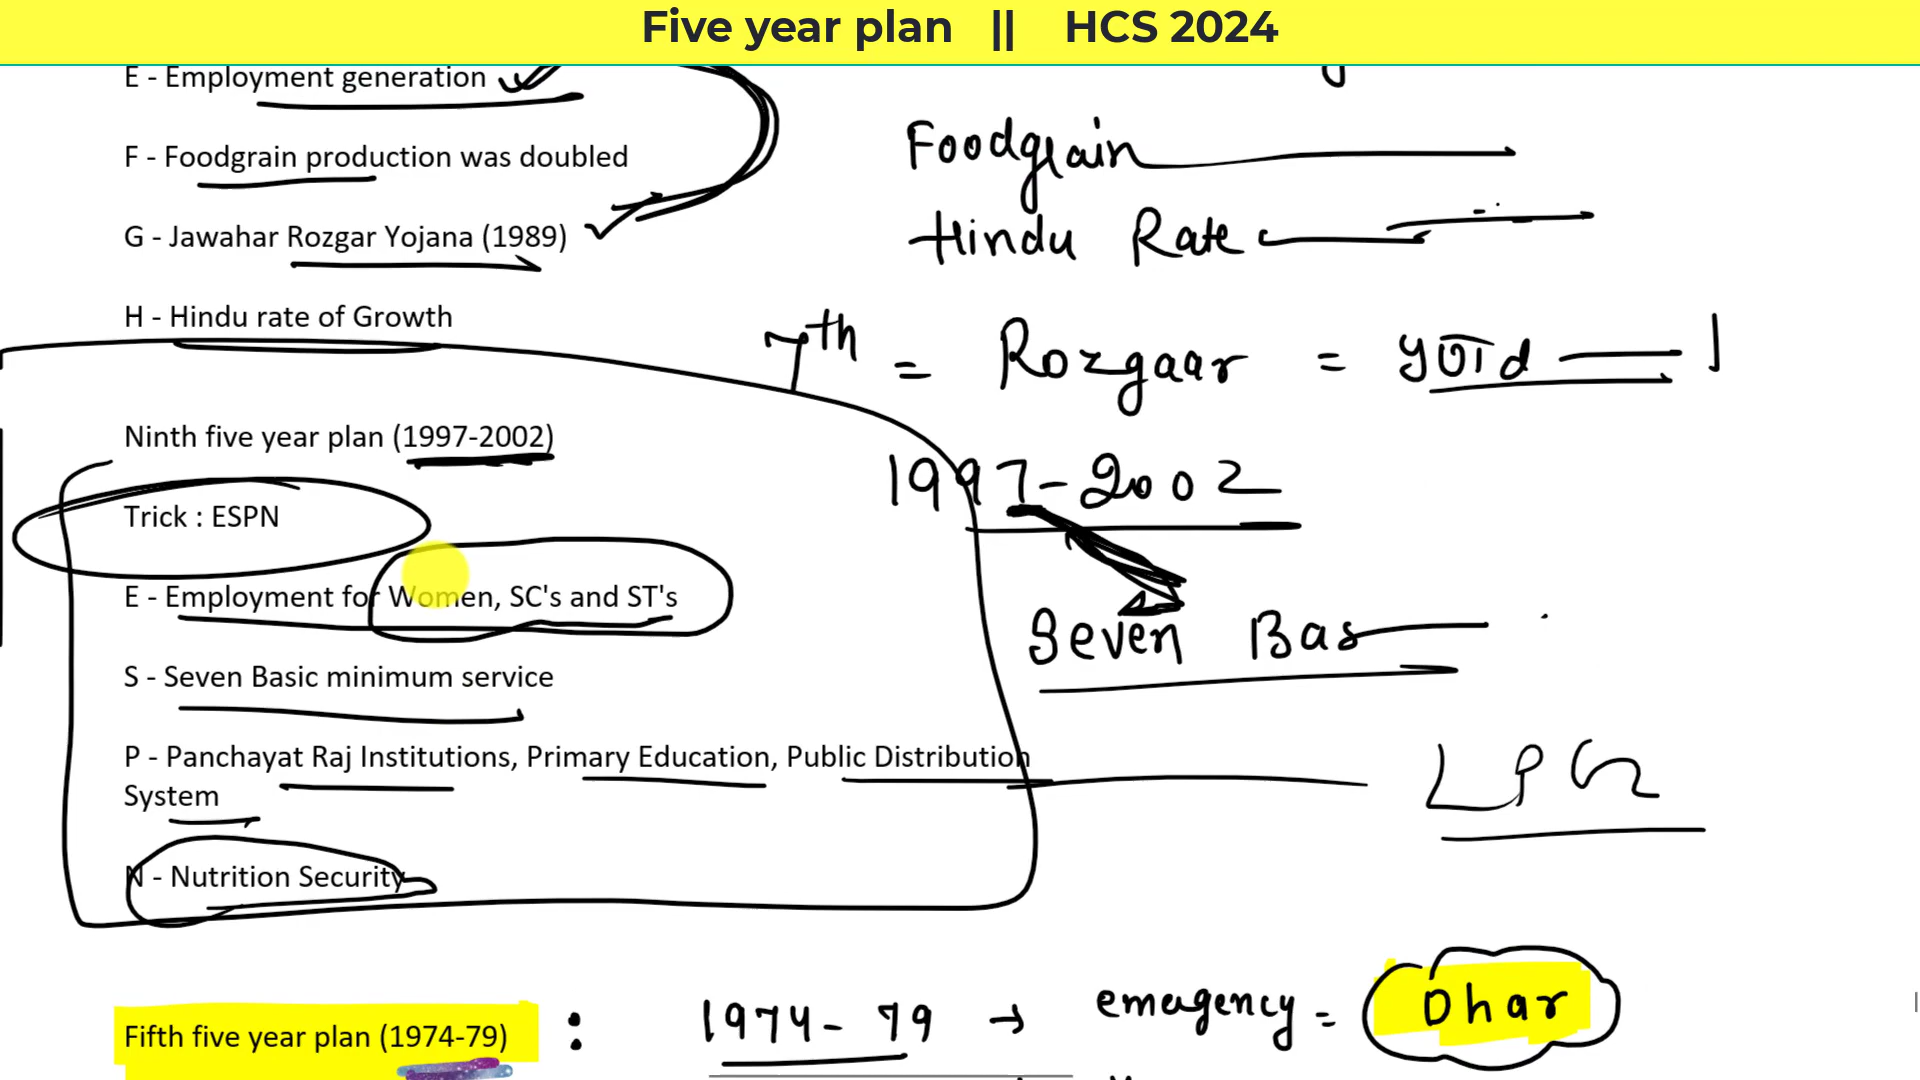 Five year plan || HCS 2024
E - Employment generation
F - Foodgrain production was doubled
Foodgrain
G - Jawahar Rozgar Yojana (1989)
Hindu Rate
H - Hindu rate of Growth
7th = Rozgaar =
Ninth five year plan (1997-2002)
1997-2002
Trick : ESPN
E - Employment for Women, SC's and ST's
Seven Bas
S - Seven Basic minimum service
P - Panchayat Raj Institutions, Primary Education, Public Distribution
System
LPG
N - Nutrition Security
Fifth five year plan (1974-79) : 1974-79 → emegency = Dhar